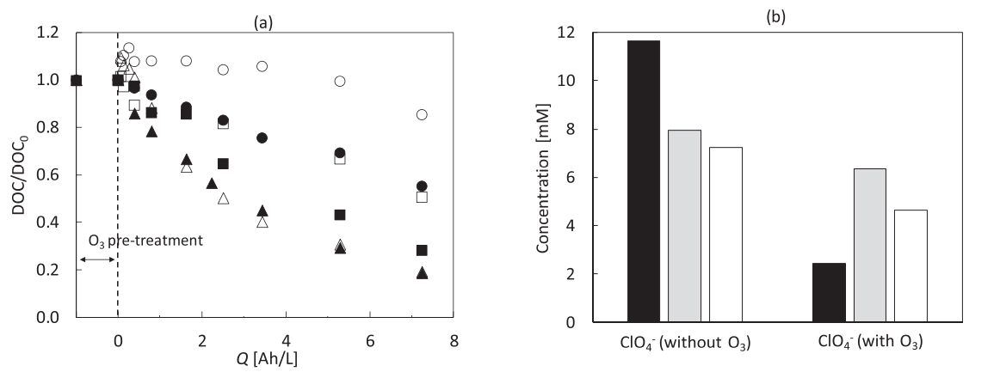 (a)
1.2
1.0
0.8
0.6
0.4
0.2
0.0
DOC/DOC₀
O₃ pre-treatment
0 2 4 6 8
Q [Ah/L]
(b)
12
10
8
6
4
2
0
Concentration [mM]
ClO₄⁻ (without O₃) ClO₄⁻ (with O₃)